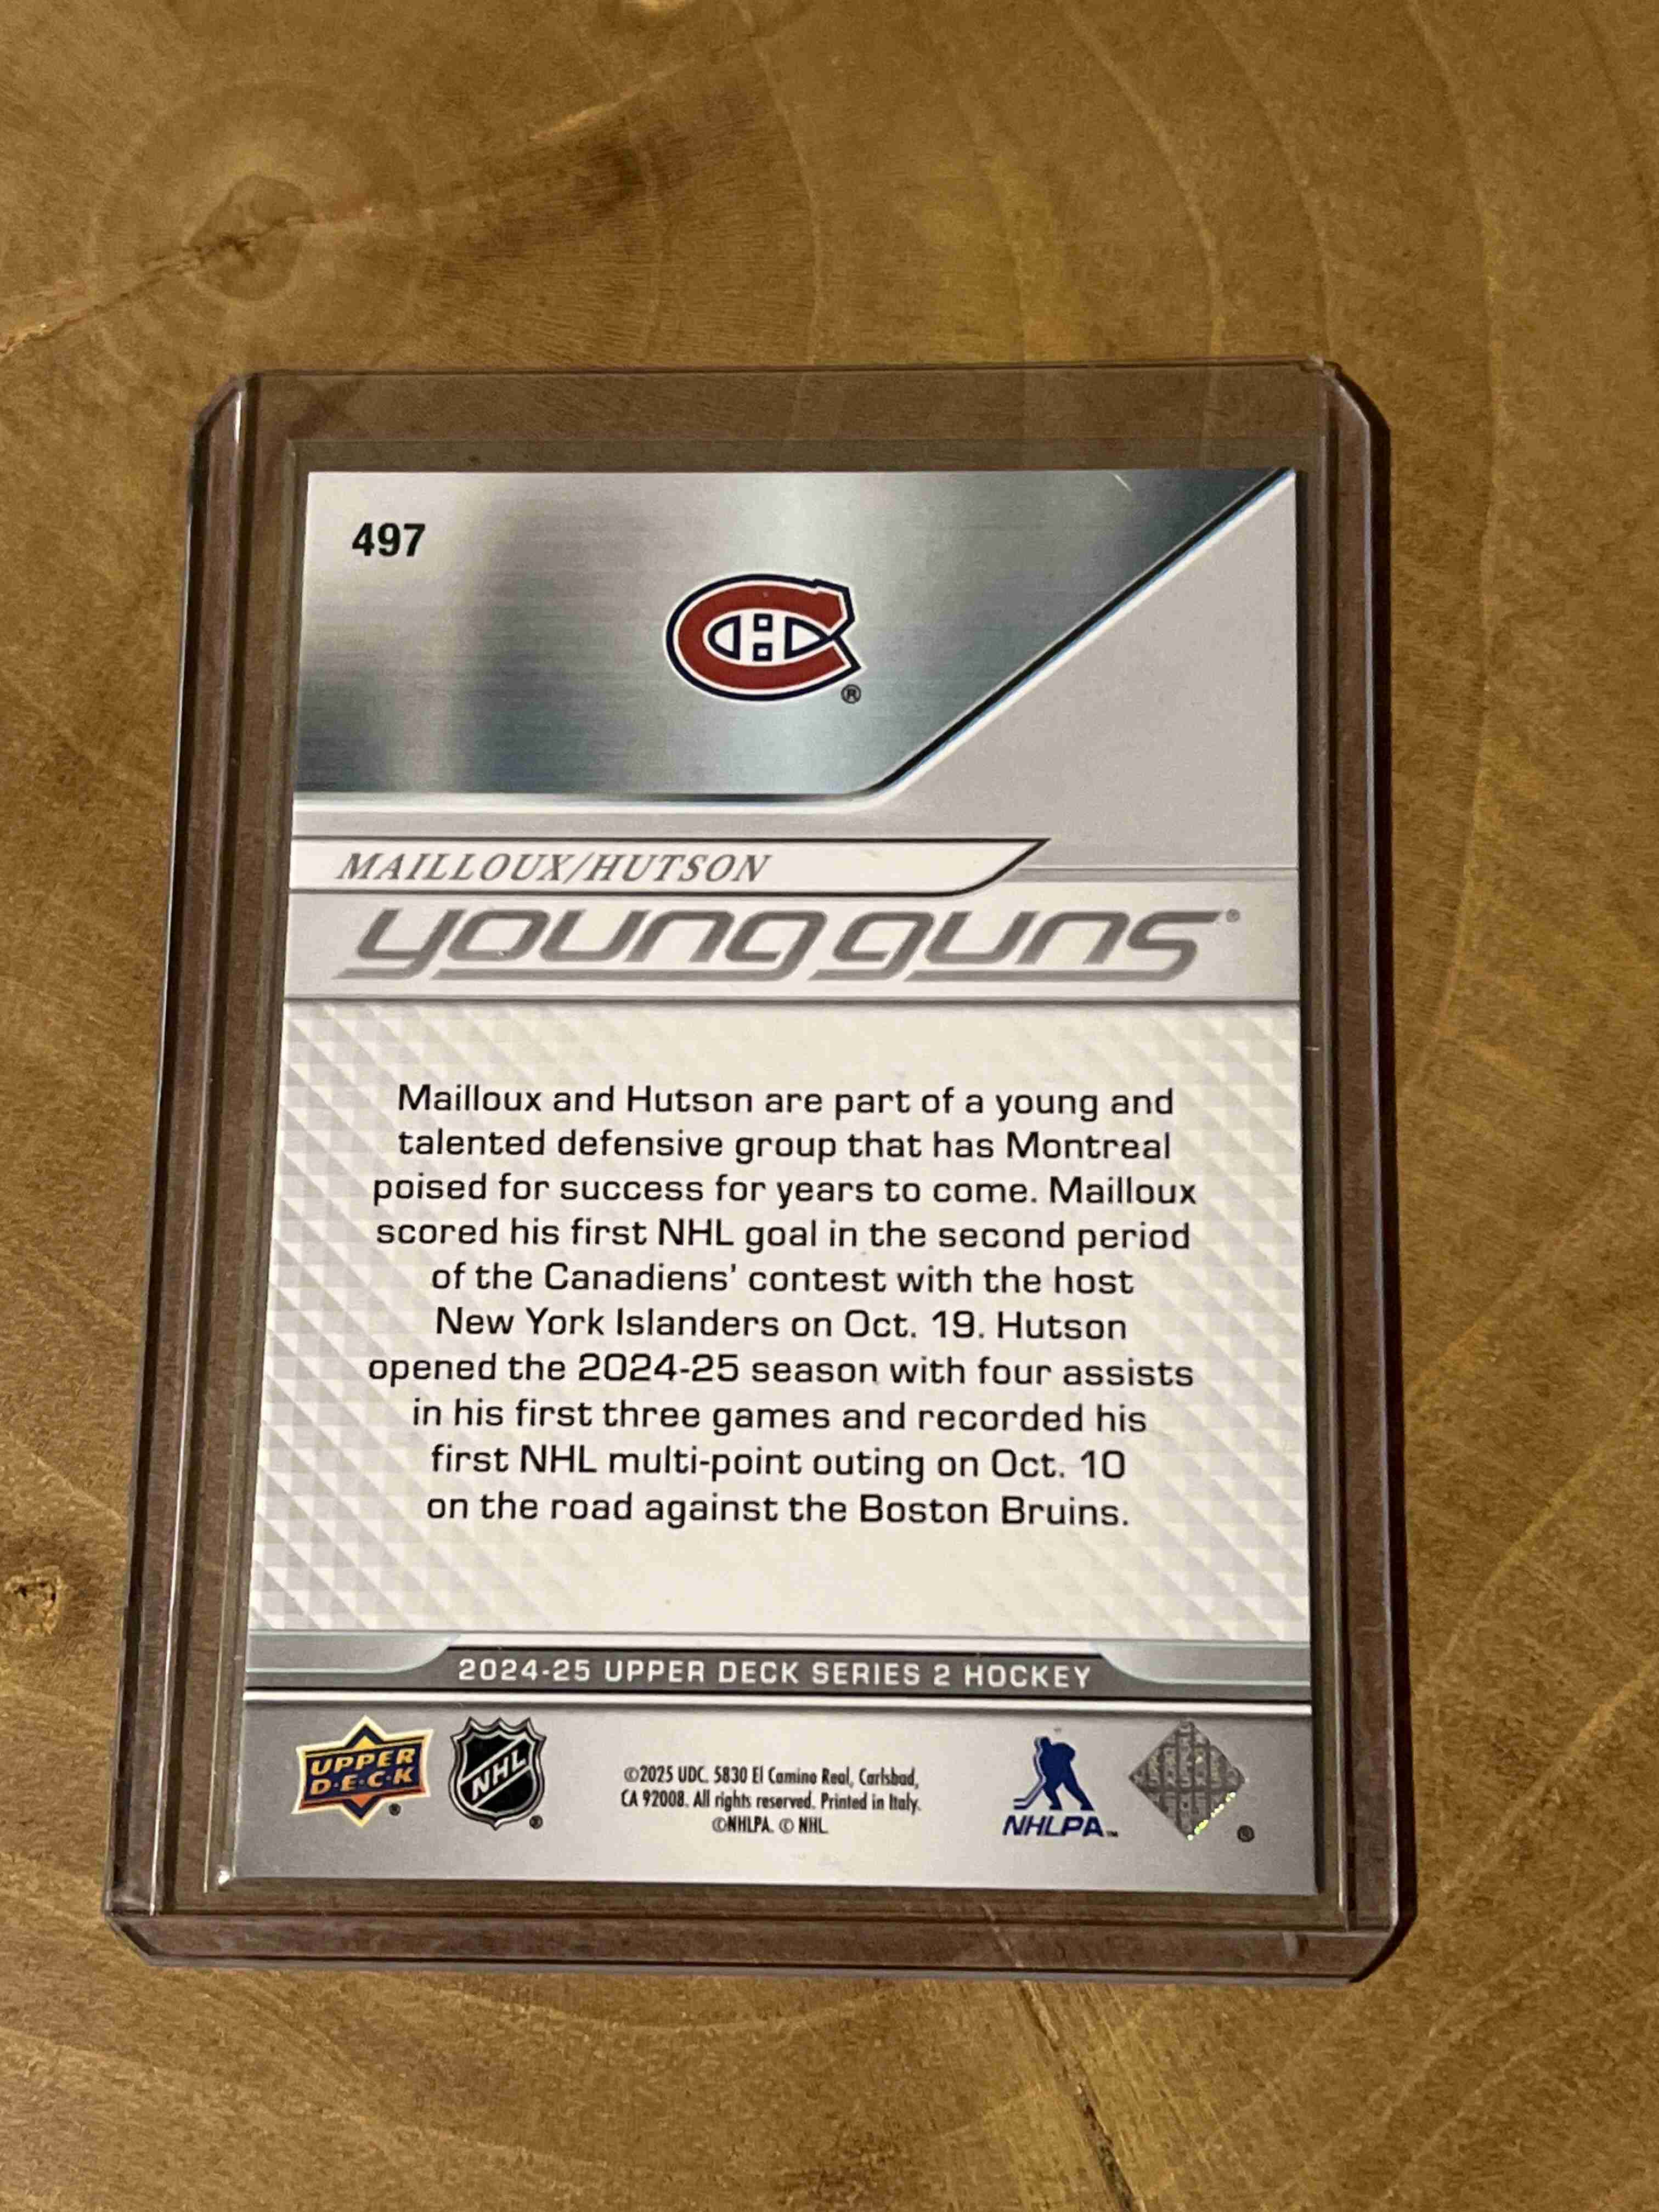 497
®
MAILLOUX/HUTSON
young guns®
Mailloux and Hutson are part of a young and
talented defensive group that has Montreal
poised for success for years to come. Mailloux
scored his first NHL goal in the second period
of the Canadiens' contest with the host
New York Islanders on Oct. 19. Hutson
opened the 2024-25 season with four assists
in his first three games and recorded his
first NHL multi-point outing on Oct. 10
on the road against the Boston Bruins.
2024-25 UPPER DECK SERIES 2 HOCKEY
UPPER
D·E·C·K
®
NHL
®
©2025 UDC. 5830 El Camino Real, Carlsbad,
CA 92008. All rights reserved. Printed in Italy.
©NHLPA. © NHL.
NHLPA™
®